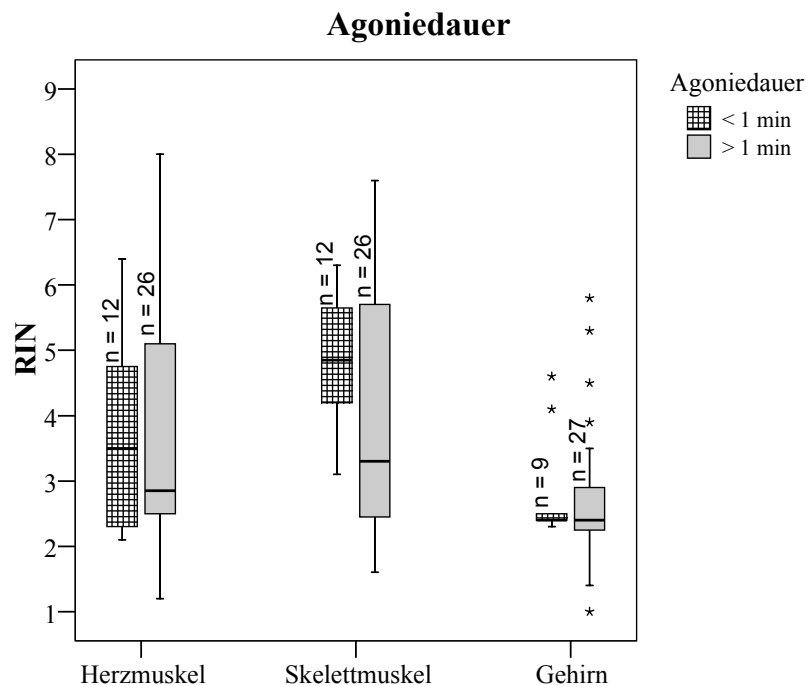 Agoniedauer
Agoniedauer
< 1 min
> 1 min
RIN
9
8
7
6
5
4
3
2
1
n = 12
n = 26
n = 12
n = 26
n = 9
n = 27
Herzmuskel
Skelettmuskel
Gehirn